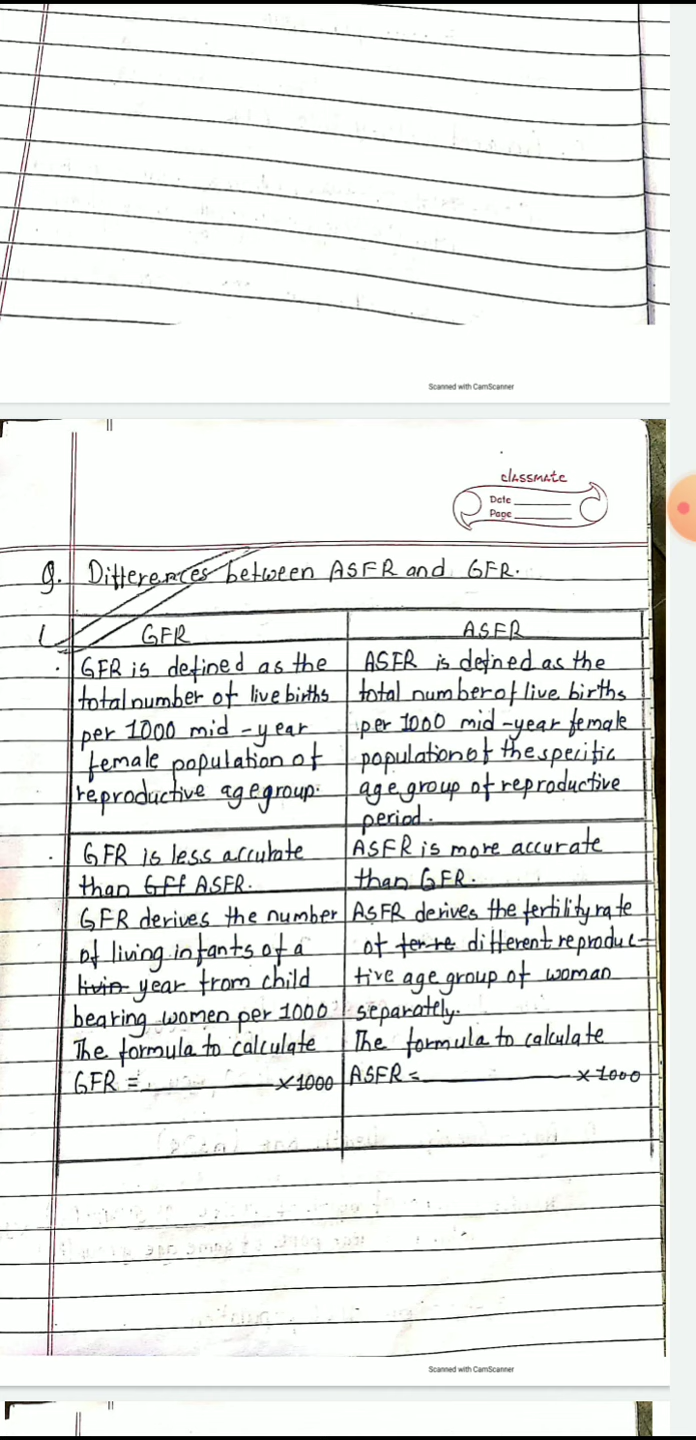 Scanned with CamScanner
classmate
Date
Page
Q. Differences between ASFR and GFR.
GFR
GFR is defined as the
total number of live births
per 1000 mid-year
female population of
reproductive age group.
GFR is less accurate
than Gff ASFR.
GFR derives the number
of living infants of a
livin year from child
bearing women per 1000
The formula to calculate
GFR = ______ ×1000
ASFR
ASFR is defined as the
total number of live births
per 1000 mid-year female
population of the specific
age group of reproductive
period.
ASFR is more accurate
than GFR.
ASFR derives the fertility rate
of ferre different reproduc-
tive age group of woman
separately.
The formula to calculate
ASFR = ______ ×1000
Scanned with CamScanner